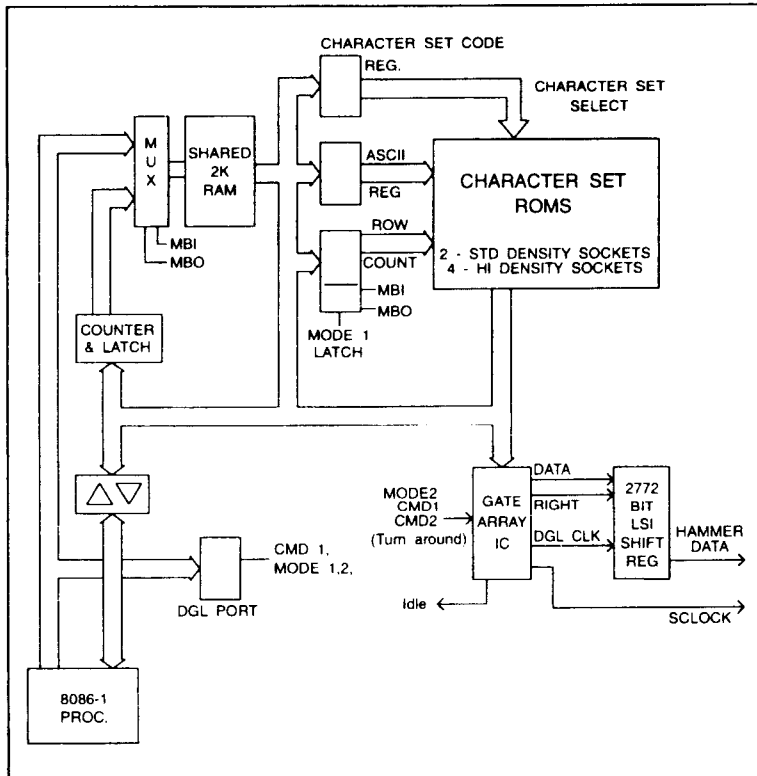 CHARACTER SET CODE
REG.
CHARACTER SET
SELECT
MUX
SHARED
2K
RAM
ASCII
REG
CHARACTER SET
ROMS
2 - STD DENSITY SOCKETS
4 - HI DENSITY SOCKETS
ROW
COUNT
MBI
MBO
MBI
MBO
MODE 1
LATCH
COUNTER
& LATCH
DATA
RIGHT
DGL CLK
MODE2
CMD1
CMD2
(Turn around)
GATE
ARRAY
IC
2772
BIT
LSI
SHIFT
REG
HAMMER
DATA
CMD 1,
MODE 1,2,
DGL PORT
Idle
SCLOCK
8086-1
PROC.